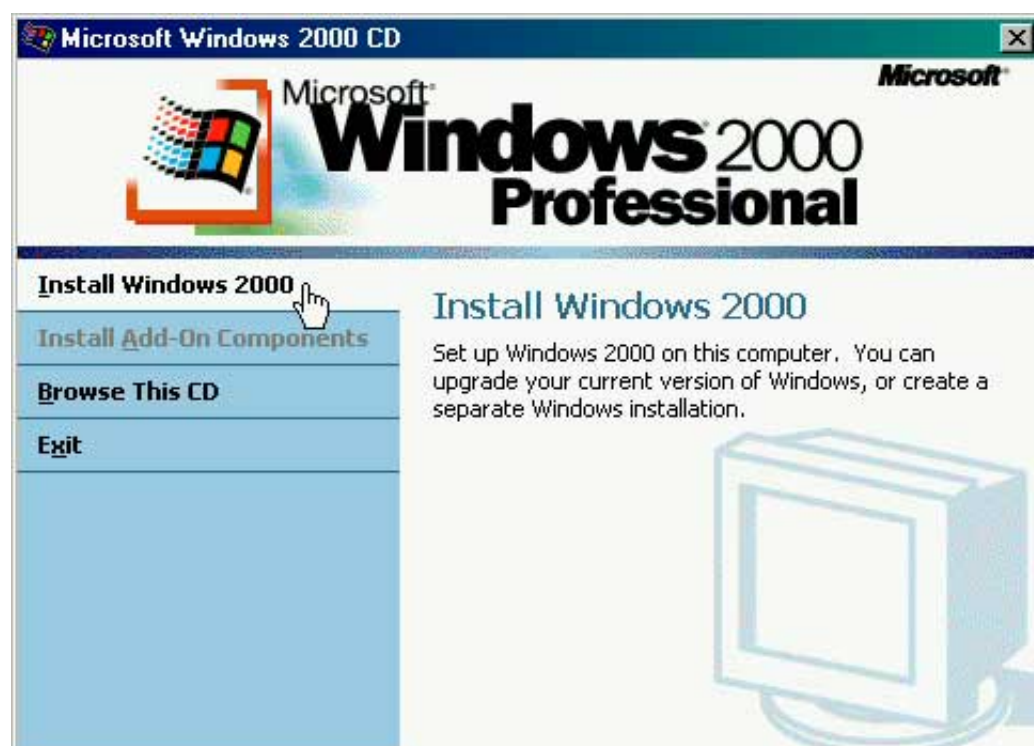 Microsoft Windows 2000 CD
Microsoft
Microsoft
Windows 2000
Professional
Install Windows 2000
Install Add-On Components
Browse This CD
Exit
Install Windows 2000
Set up Windows 2000 on this computer. You can
upgrade your current version of Windows, or create a
separate Windows installation.